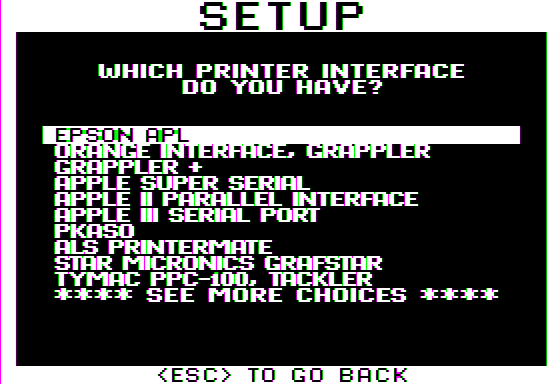 SETUP
WHICH PRINTER INTERFACE
DO YOU HAVE?
EPSON APL
ORANGE INTERFACE, GRAPPLER
GRAPPLER +
APPLE SUPER SERIAL
APPLE II PARALLEL INTERFACE
APPLE III SERIAL PORT
PKASO
ALS PRINTERMATE
STAR MICRONICS GRAFSTAR
TYMAC PPC-100, TACKLER
**** SEE MORE CHOICES ****
<ESC> TO GO BACK